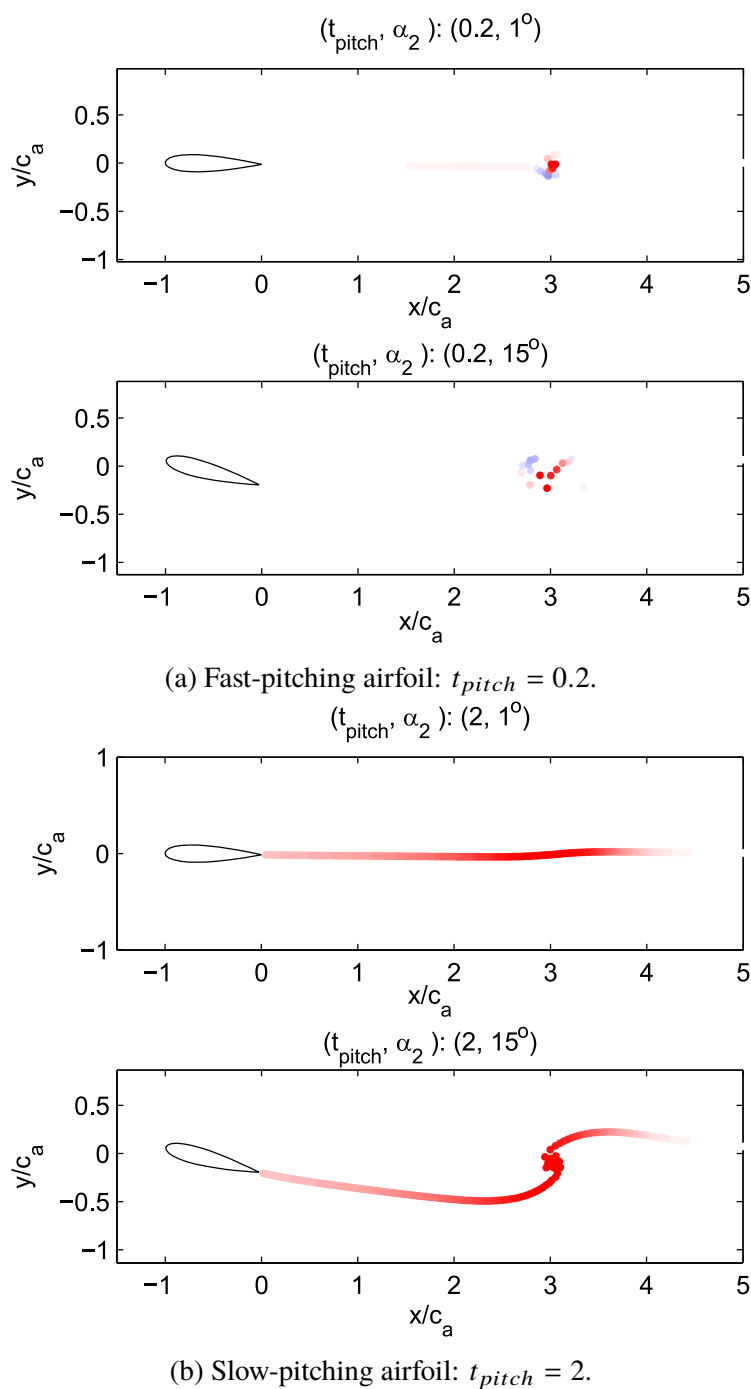 (t_pitch, α_2 ): (0.2, 1°)
y/c_a
0.5
0
−0.5
−1
−1 0 1 2 3 4 5
x/c_a
(t_pitch, α_2 ): (0.2, 15°)
y/c_a
0.5
0
−0.5
−1
−1 0 1 2 3 4 5
x/c_a
(a) Fast-pitching airfoil: t_pitch = 0.2.
(t_pitch, α_2 ): (2, 1°)
y/c_a
1
0
−1
−1 0 1 2 3 4 5
x/c_a
(t_pitch, α_2 ): (2, 15°)
y/c_a
0.5
0
−0.5
−1
−1 0 1 2 3 4 5
x/c_a
(b) Slow-pitching airfoil: t_pitch = 2.